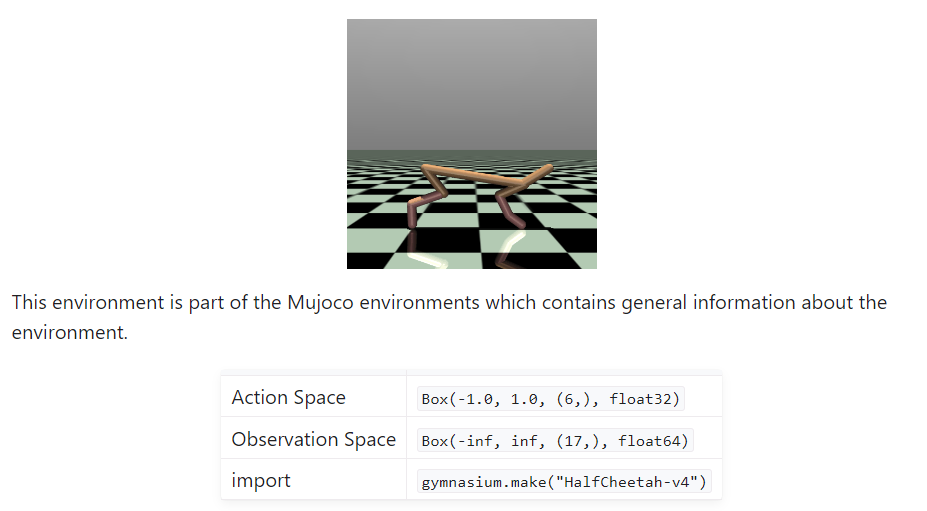 This environment is part of the Mujoco environments which contains general information about the
environment.
Action Space Box(-1.0, 1.0, (6,), float32)
Observation Space Box(-inf, inf, (17,), float64)
import gymnasium.make("HalfCheetah-v4")